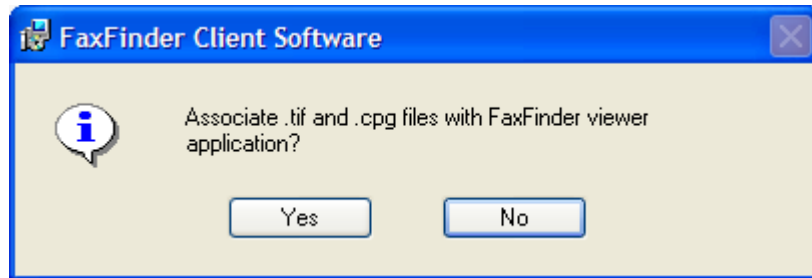 FaxFinder Client Software
Associate .tif and .cpg files with FaxFinder viewer
application?
Yes
No